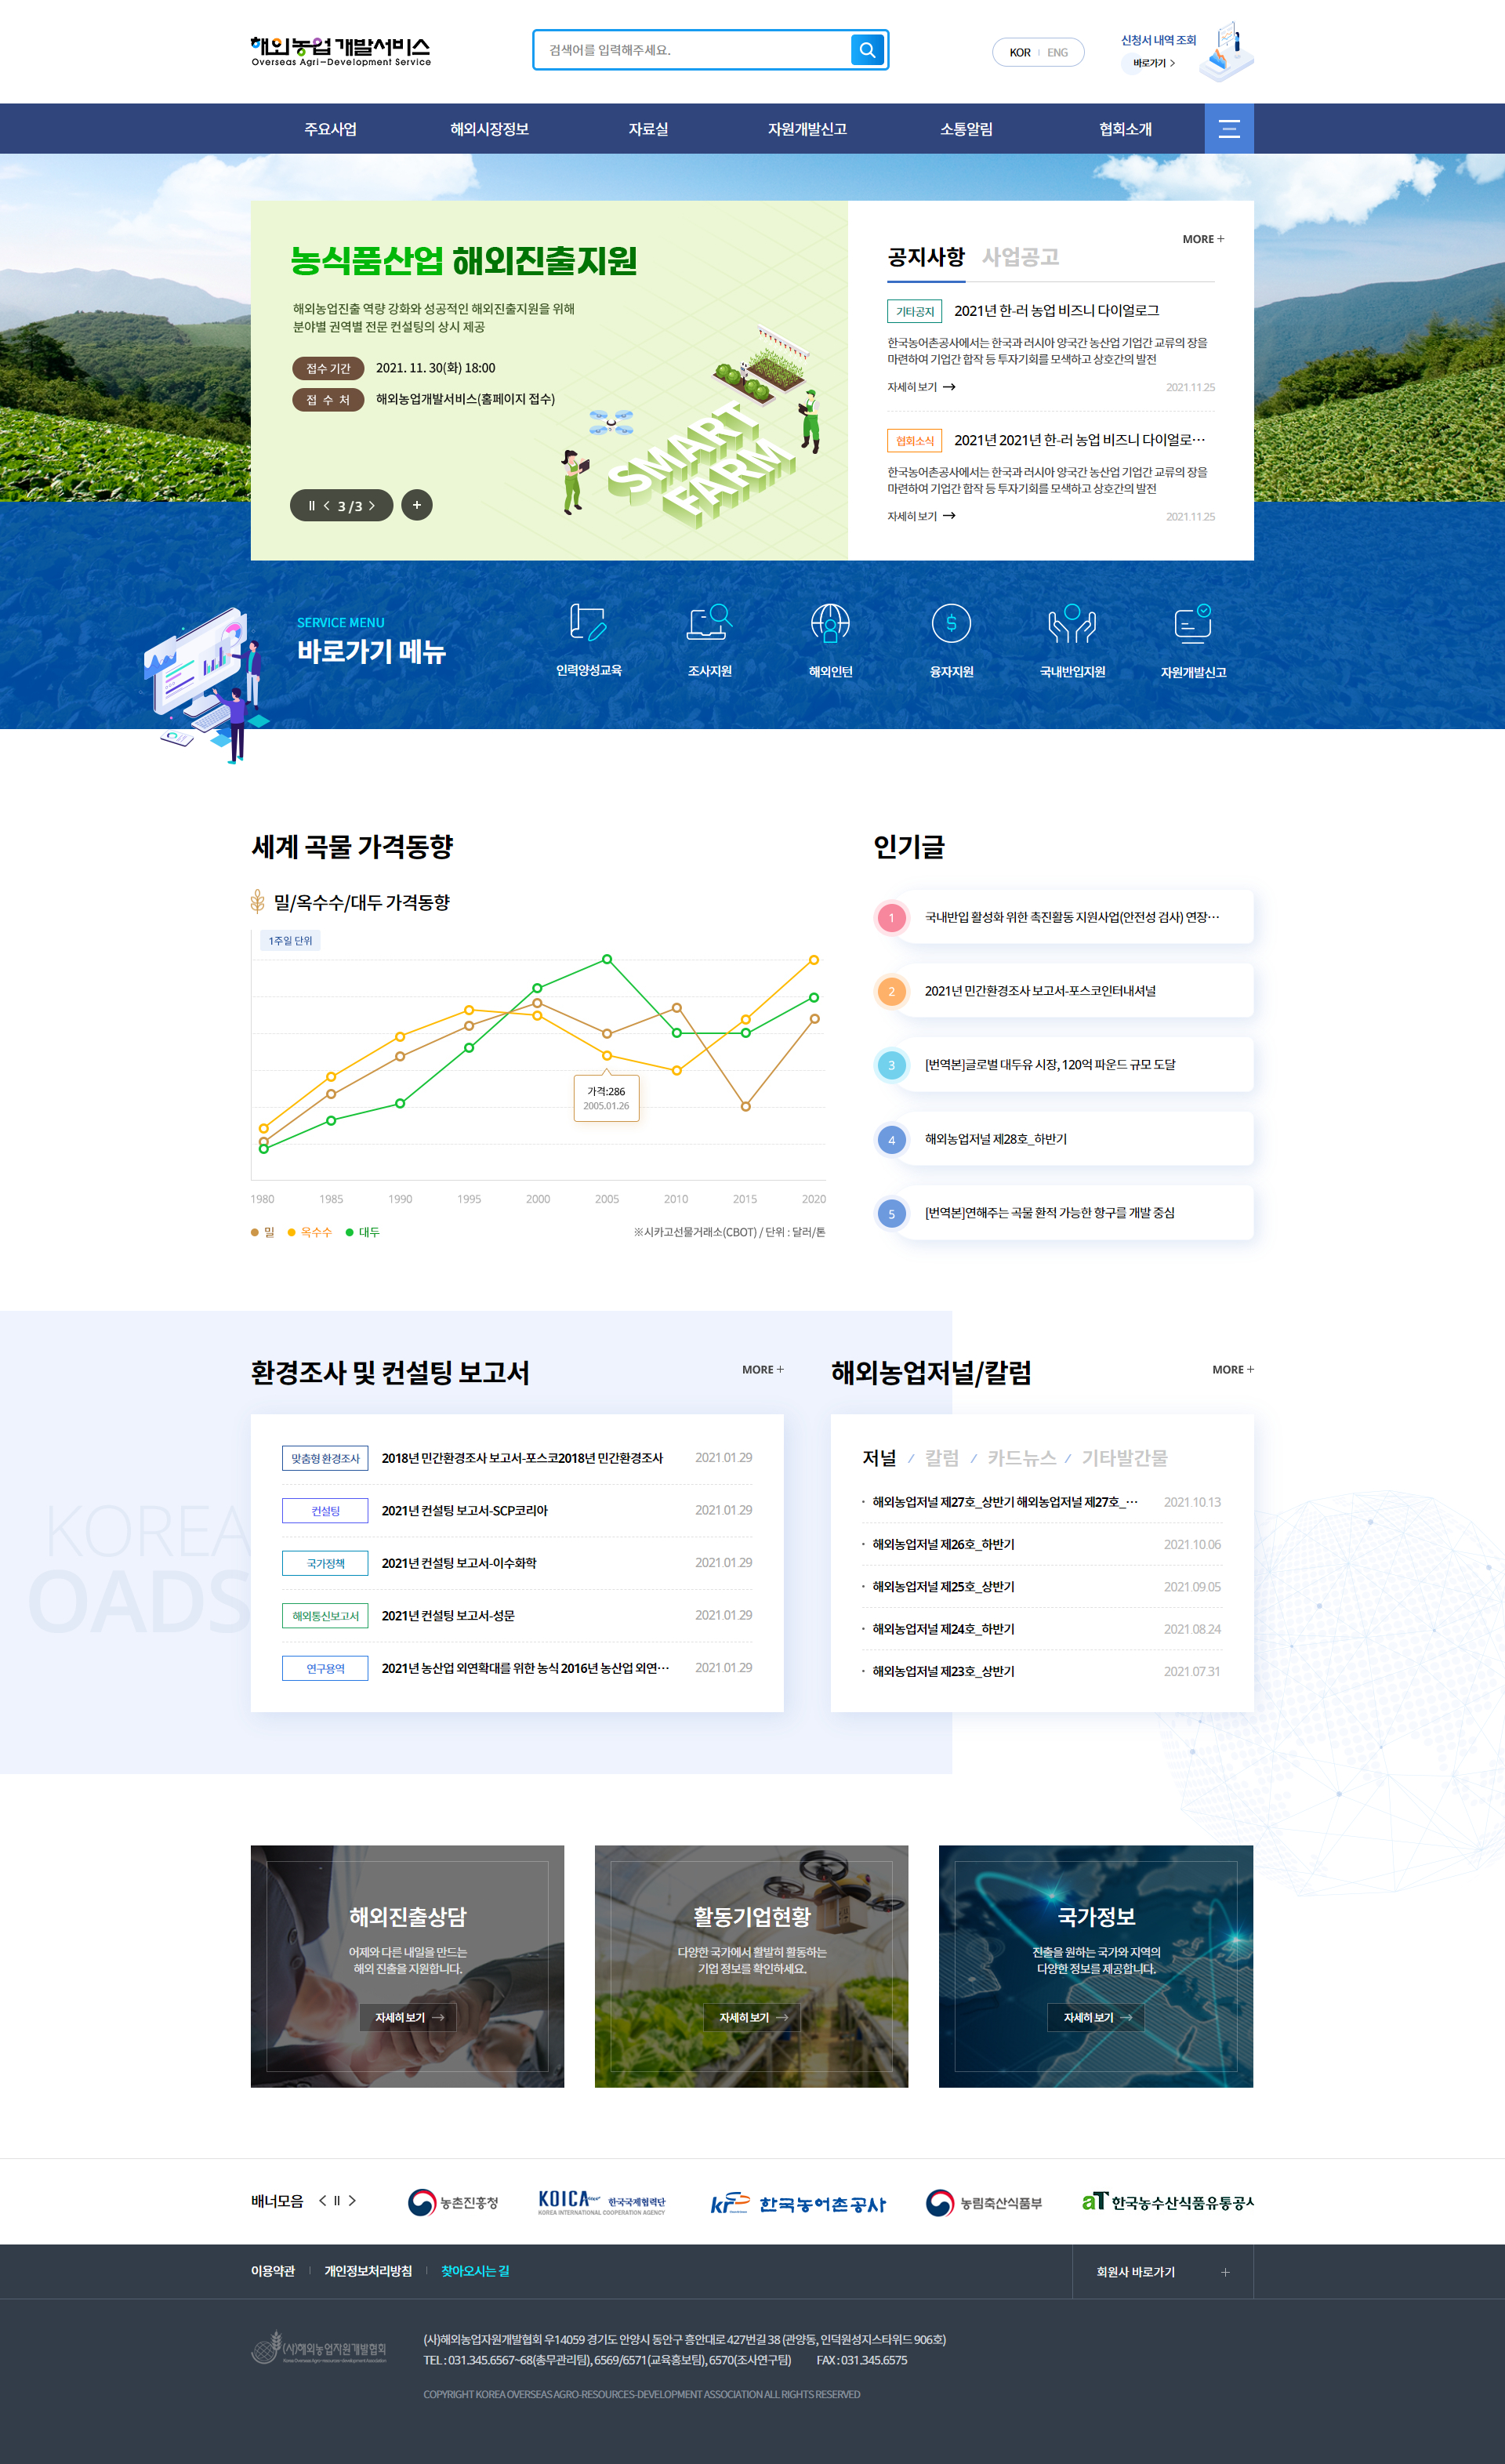 해외농업개발서비스
Overseas Agri-Development Service
검색어를 입력해주세요.
KOR ENG
신청서 내역 조회
바로가기
주요사업 해외시장정보 자료실 자원개발신고 소통알림 협회소개
농식품산업 해외진출지원
해외농업진출 역량 강화와 성공적인 해외진출지원을 위해
분야별 권역별 전문 컨설팅의 상시 제공
접수 기간 2021. 11. 30(화) 18:00
접 수 처 해외농업개발서비스(홈페이지 접수)
SMART
FARM
3 /3
MORE +
공지사항 사업공고
기타공지 2021년 한-러 농업 비즈니 다이얼로그
한국농어촌공사에서는 한국과 러시아 양국간 농산업 기업간 교류의 장을
마련하여 기업간 합작 등 투자기회를 모색하고 상호간의 발전
자세히 보기 2021.11.25
협회소식 2021년 2021년 한-러 농업 비즈니 다이얼로…
한국농어촌공사에서는 한국과 러시아 양국간 농산업 기업간 교류의 장을
마련하여 기업간 합작 등 투자기회를 모색하고 상호간의 발전
자세히 보기 2021.11.25
SERVICE MENU
바로가기 메뉴
인력양성교육 조사지원 해외인턴 융자지원 국내반입지원 자원개발신고
세계 곡물 가격동향
밀/옥수수/대두 가격동향
1주일 단위
가격:286
2005.01.26
1980 1985 1990 1995 2000 2005 2010 2015 2020
밀 옥수수 대두
※시카고선물거래소(CBOT) / 단위 : 달러/톤
인기글
1 국내반입 활성화 위한 촉진활동 지원사업(안전성 검사) 연장…
2 2021년 민간환경조사 보고서-포스코인터내셔널
3 [번역본]글로벌 대두유 시장, 120억 파운드 규모 도달
4 해외농업저널 제28호_하반기
5 [번역본]연해주는 곡물 환적 가능한 항구를 개발 중심
KOREA
OADS
환경조사 및 컨설팅 보고서
MORE +
맞춤형 환경조사 2018년 민간환경조사 보고서-포스코2018년 민간환경조사 2021.01.29
컨설팅 2021년 컨설팅 보고서-SCP코리아 2021.01.29
국가정책 2021년 컨설팅 보고서-이수화학 2021.01.29
해외통신보고서 2021년 컨설팅 보고서-성문 2021.01.29
연구용역 2021년 농산업 외연확대를 위한 농식 2016년 농산업 외연… 2021.01.29
해외농업저널/칼럼
MORE +
저널 / 칼럼 / 카드뉴스 / 기타발간물
해외농업저널 제27호_상반기 해외농업저널 제27호_… 2021.10.13
해외농업저널 제26호_하반기 2021.10.06
해외농업저널 제25호_상반기 2021.09.05
해외농업저널 제24호_하반기 2021.08.24
해외농업저널 제23호_상반기 2021.07.31
해외진출상담
어제와 다른 내일을 만드는
해외 진출을 지원합니다.
자세히 보기
활동기업현황
다양한 국가에서 활발히 활동하는
기업 정보를 확인하세요.
자세히 보기
국가정보
진출을 원하는 국가와 지역의
다양한 정보를 제공합니다.
자세히 보기
배너모음
농촌진흥청
KOICA 한국국제협력단
KOREA INTERNATIONAL COOPERATION AGENCY
한국농어촌공사
농림축산식품부
aT 한국농수산식품유통공사
이용약관 개인정보처리방침 찾아오시는 길
회원사 바로가기 +
(사)해외농업자원개발협회
(사)해외농업자원개발협회 우14059 경기도 안양시 동안구 흥안대로 427번길 38 (관양동, 인덕원성지스타위드 906호)
TEL : 031.345.6567~68(총무관리팀), 6569/6571(교육홍보팀), 6570(조사연구팀) FAX : 031.345.6575
COPYRIGHT KOREA OVERSEAS AGRO-RESOURCES-DEVELOPMENT ASSOCIATION ALL RIGHTS RESERVED